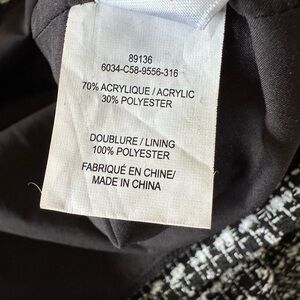 89136
6034-C58-9556-316
70% ACRYLIQUE / ACRYLIC
30% POLYESTER
DOUBLURE / LINING
100% POLYESTER
FABRIQUÉ EN CHINE/
MADE IN CHINA